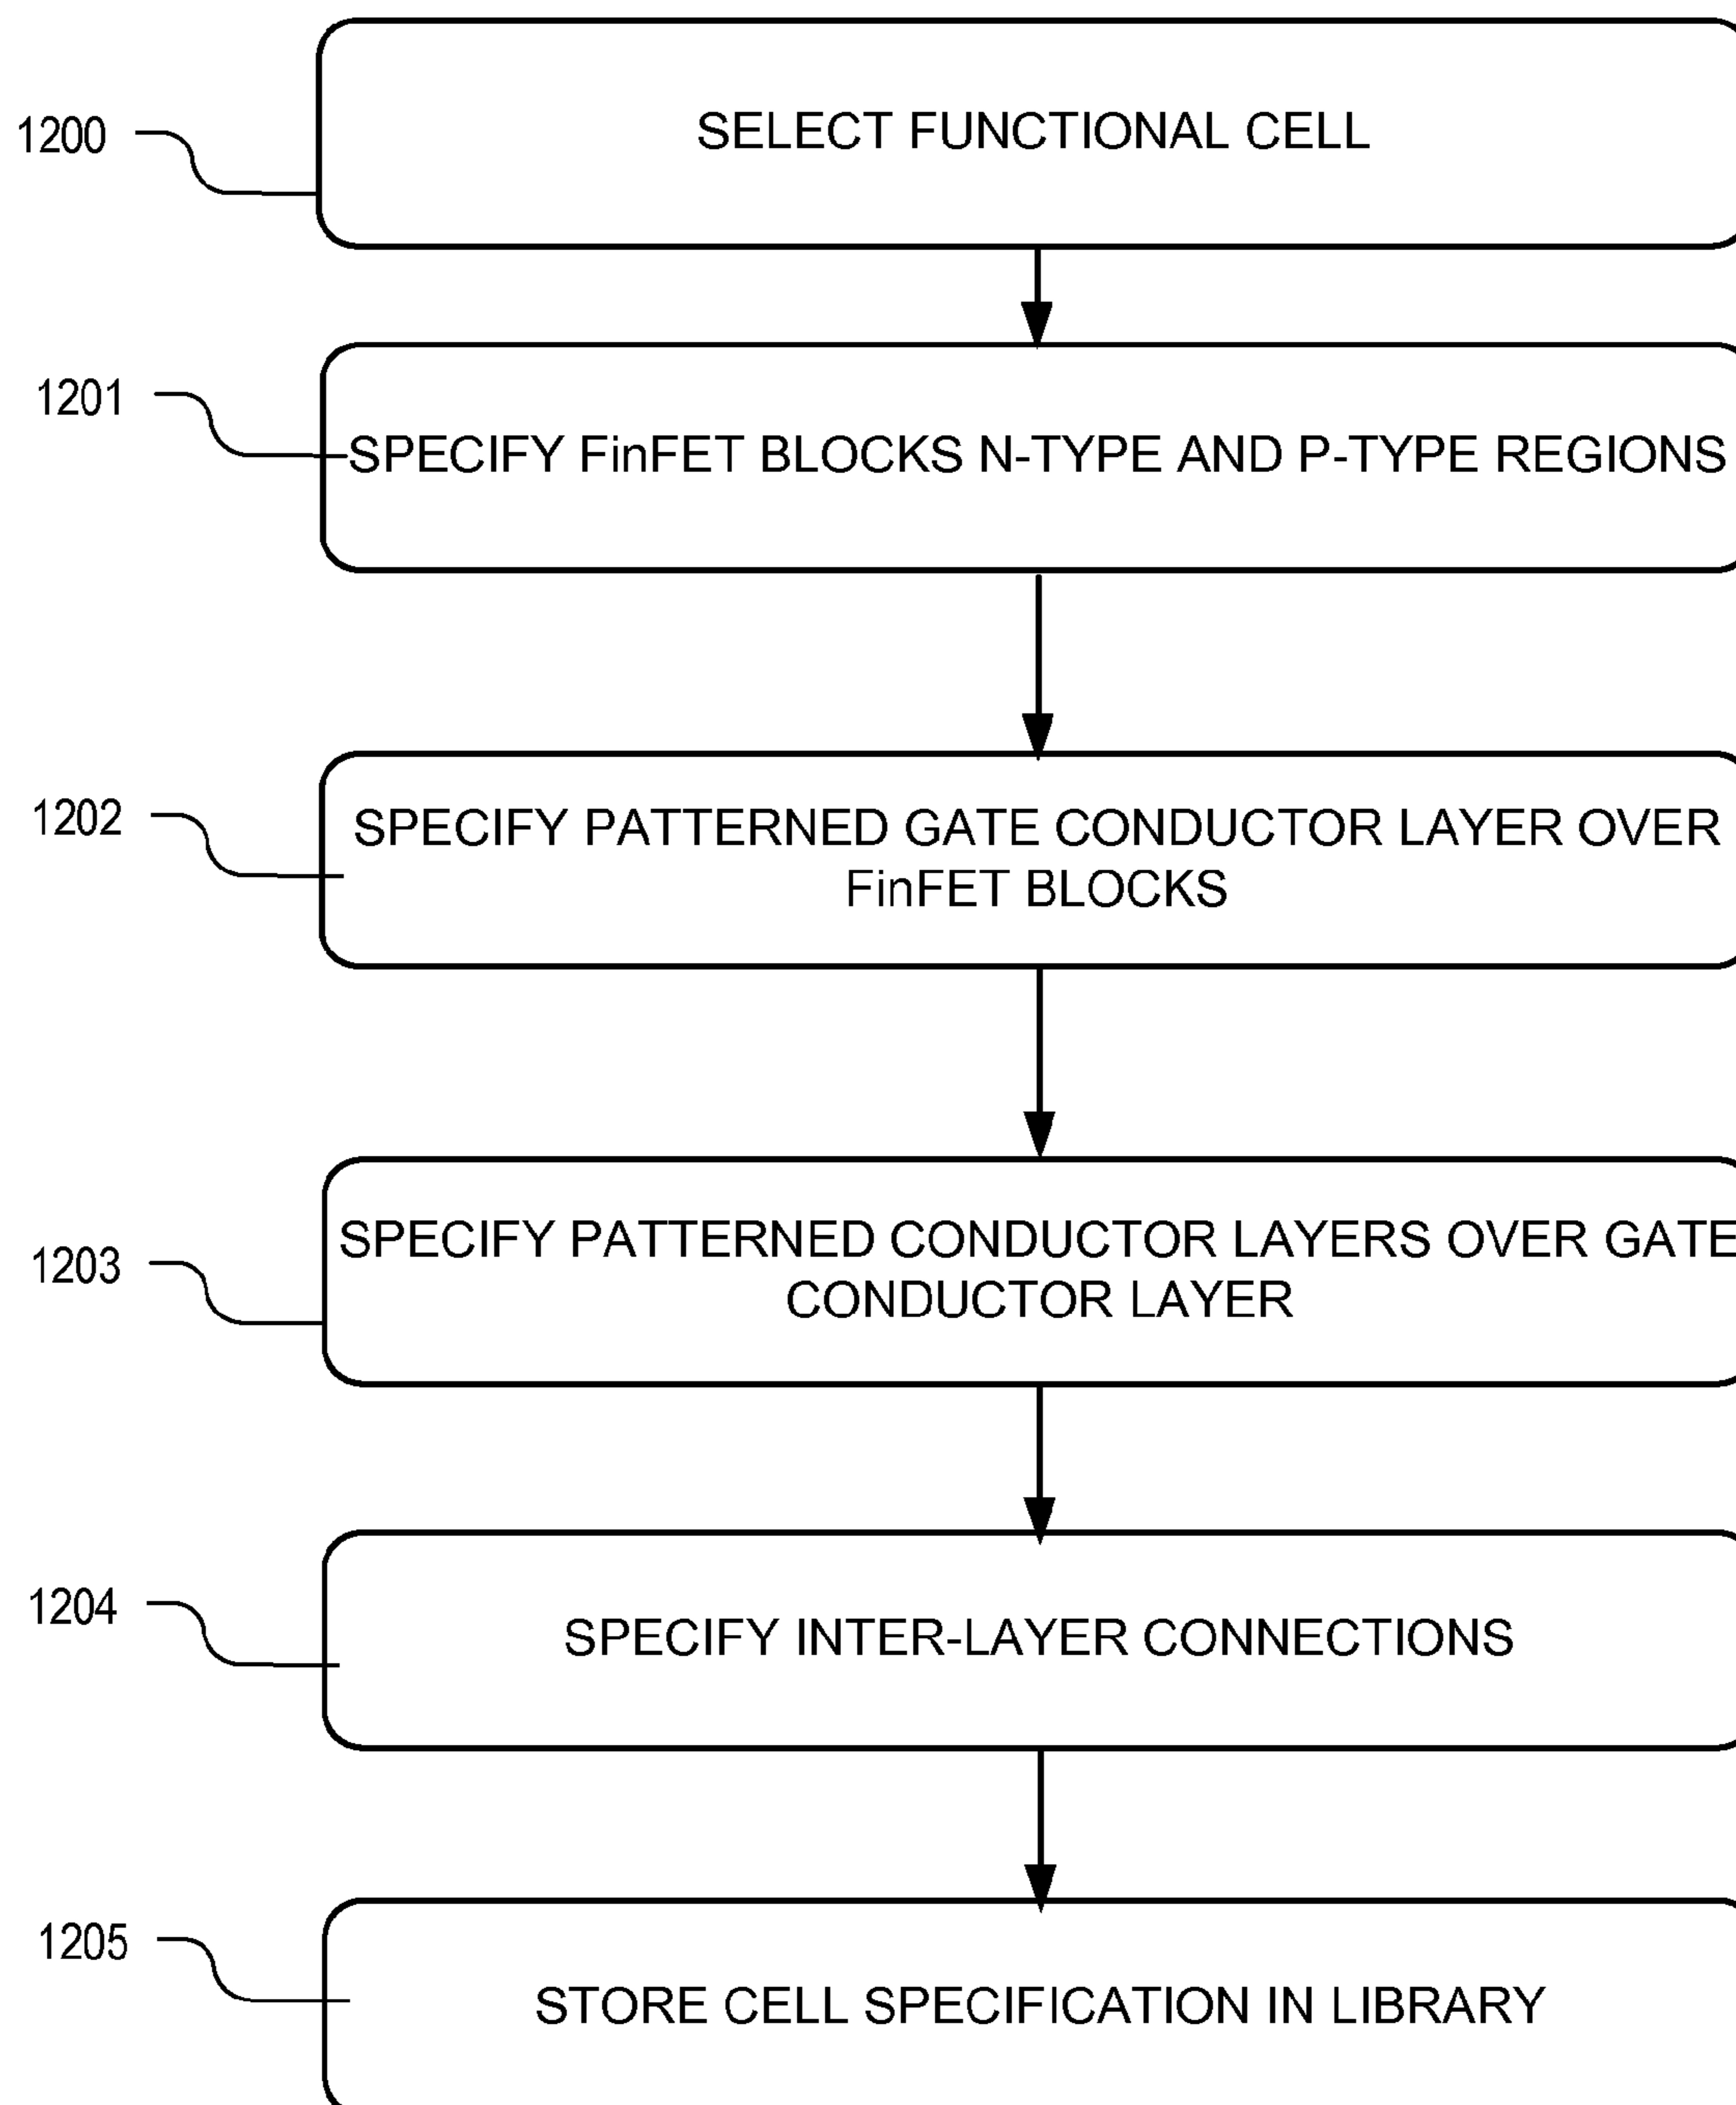 1200
SELECT FUNCTIONAL CELL
1201
SPECIFY FinFET BLOCKS N-TYPE AND P-TYPE REGIONS
1202
SPECIFY PATTERNED GATE CONDUCTOR LAYER OVER
FinFET BLOCKS
1203
SPECIFY PATTERNED CONDUCTOR LAYERS OVER GATE
CONDUCTOR LAYER
1204
SPECIFY INTER-LAYER CONNECTIONS
1205
STORE CELL SPECIFICATION IN LIBRARY